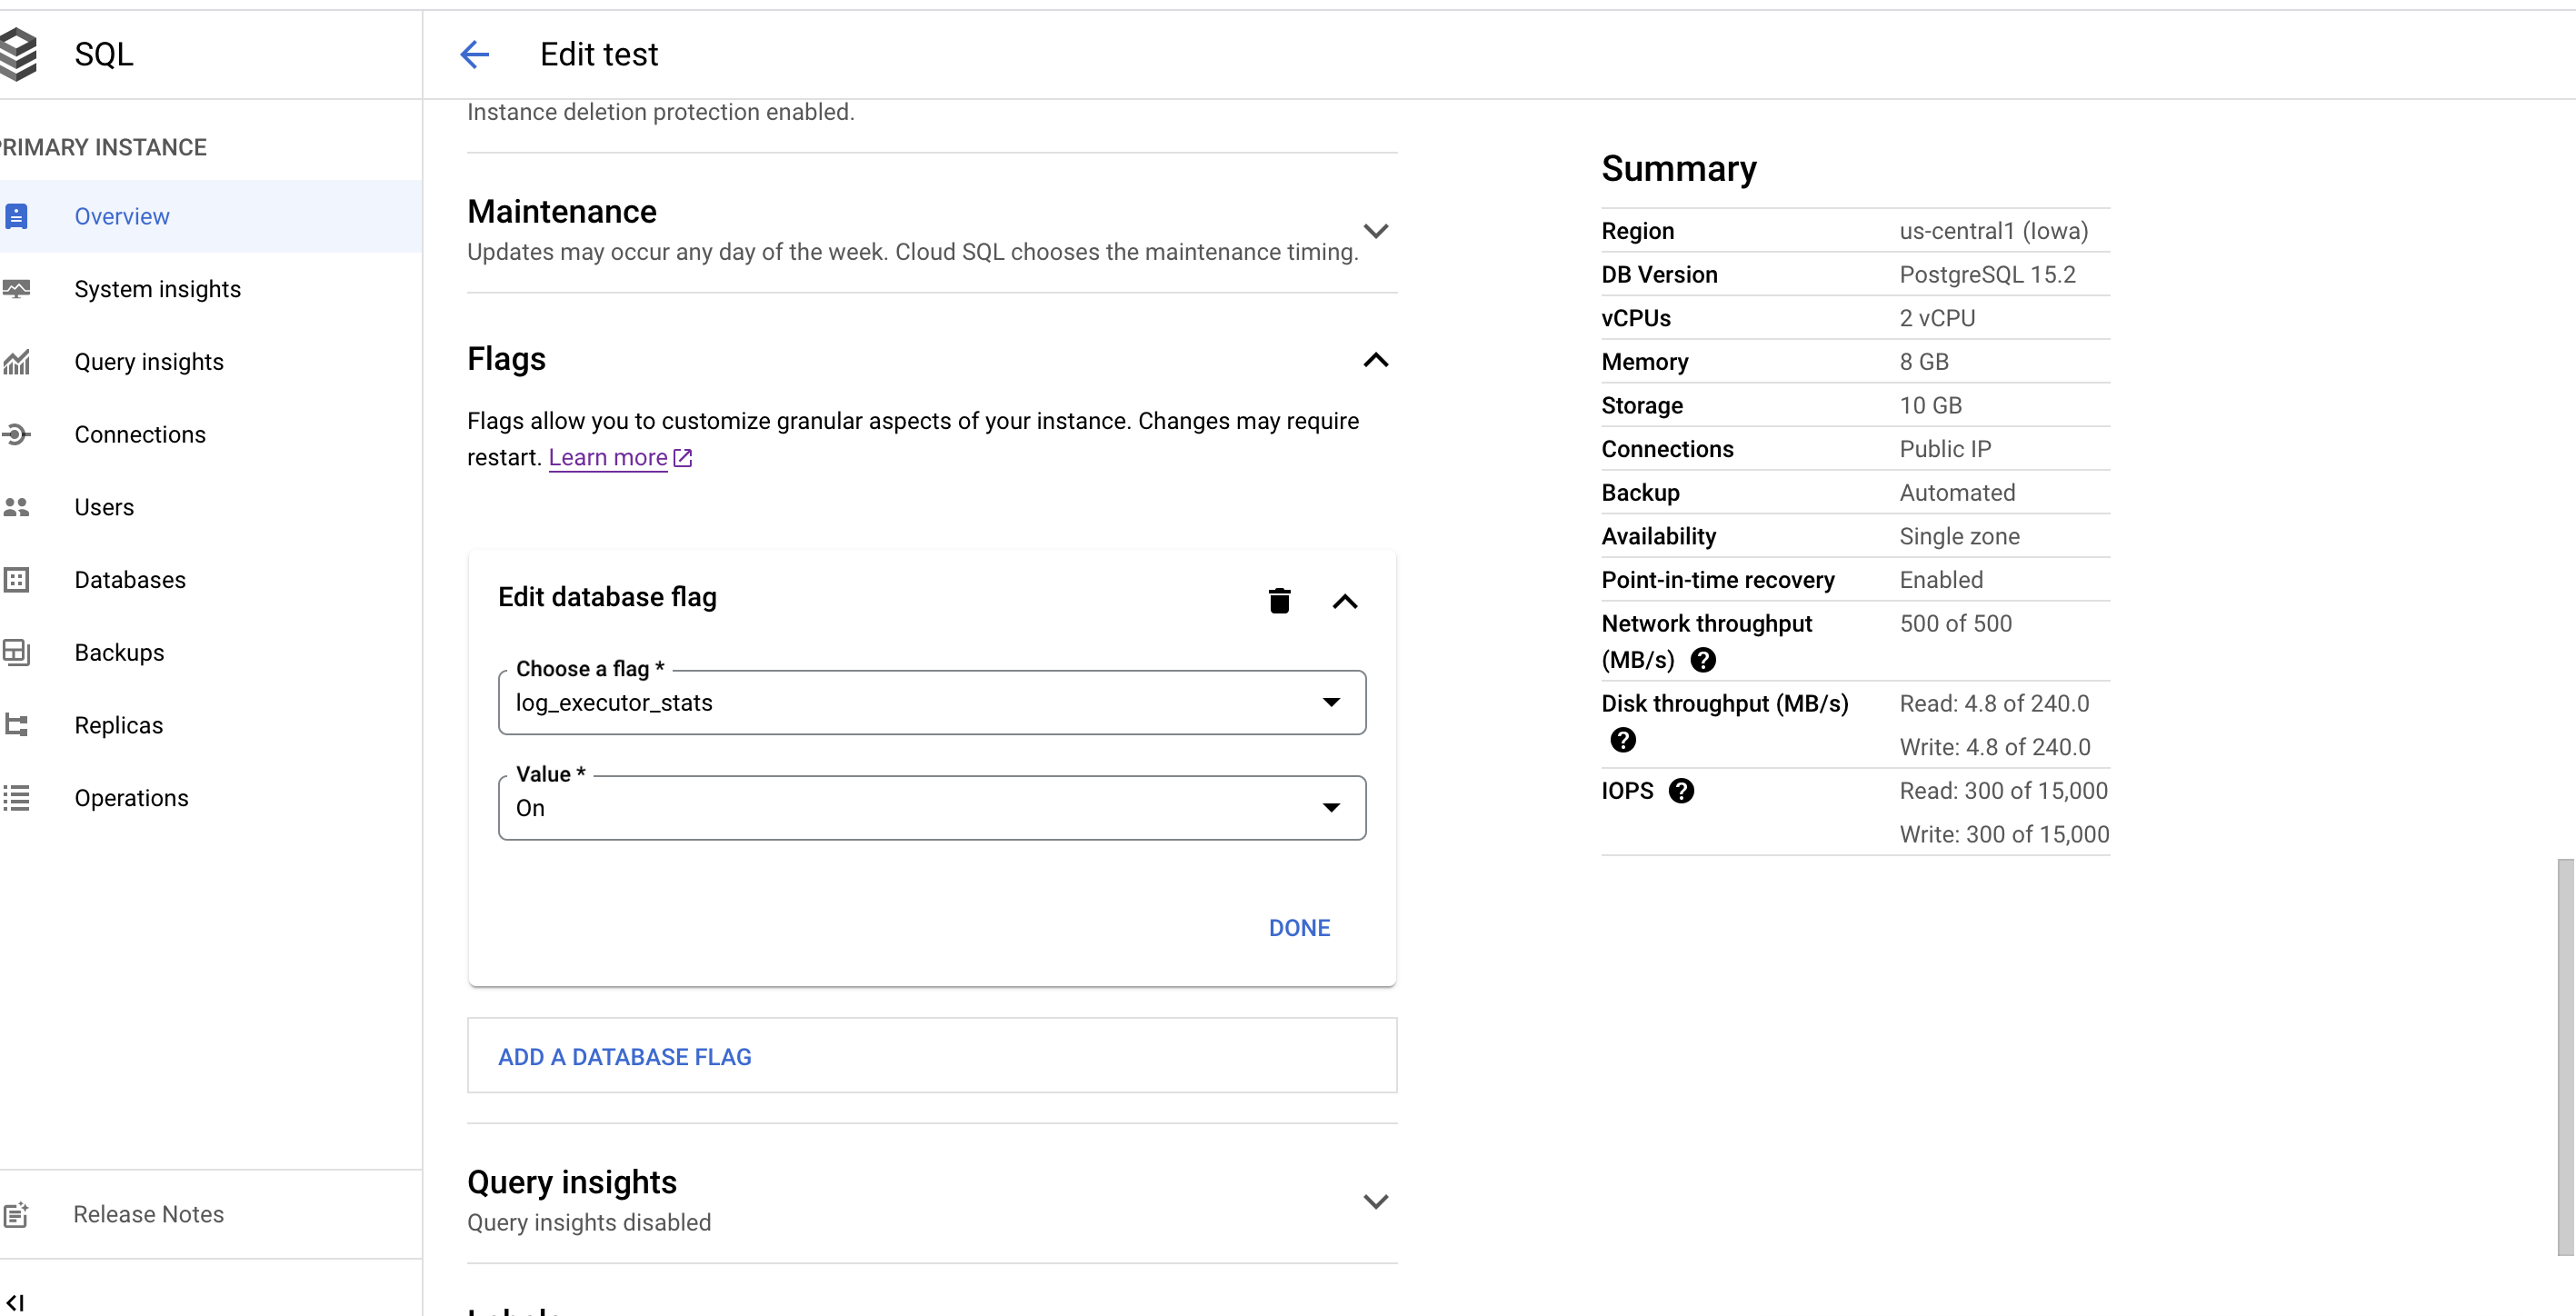 SQL
Edit test
PRIMARY INSTANCE
Overview
System insights
Query insights
Connections
Users
Databases
Backups
Replicas
Operations
Release Notes
Instance deletion protection enabled.
Maintenance
Updates may occur any day of the week. Cloud SQL chooses the maintenance timing.
Flags
Flags allow you to customize granular aspects of your instance. Changes may require
restart. Learn more
Edit database flag
Choose a flag *
log_executor_stats
Value *
On
DONE
ADD A DATABASE FLAG
Query insights
Query insights disabled
Labels
Summary
Region us-central1 (Iowa)
DB Version PostgreSQL 15.2
vCPUs 2 vCPU
Memory 8 GB
Storage 10 GB
Connections Public IP
Backup Automated
Availability Single zone
Point-in-time recovery Enabled
Network throughput 500 of 500
(MB/s)
Disk throughput (MB/s) Read: 4.8 of 240.0
Write: 4.8 of 240.0
IOPS Read: 300 of 15,000
Write: 300 of 15,000